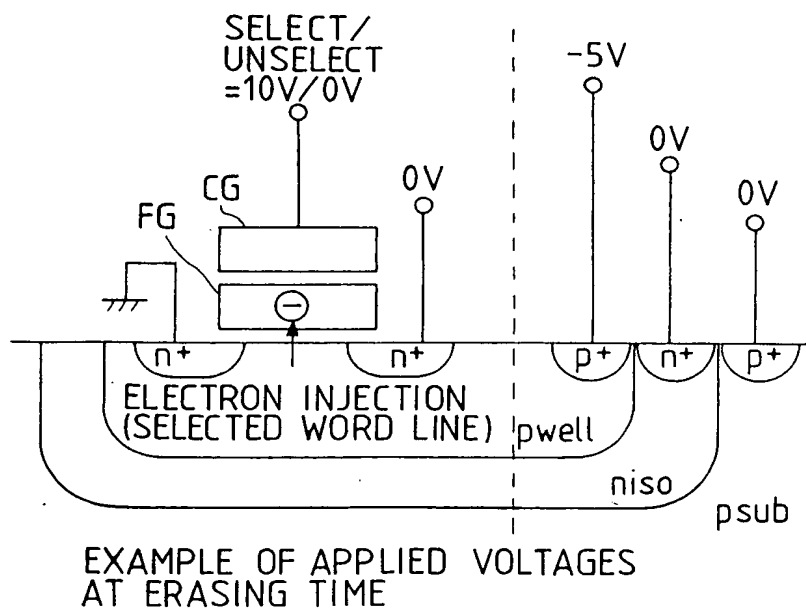 SELECT/
UNSELECT
=10V/0V
-5V
0V
0V
0V
CG
FG
n+
n+
p+
n+
p+
ELECTRON INJECTION
(SELECTED WORD LINE)
pwell
niso
psub
EXAMPLE OF APPLIED VOLTAGES
AT ERASING TIME